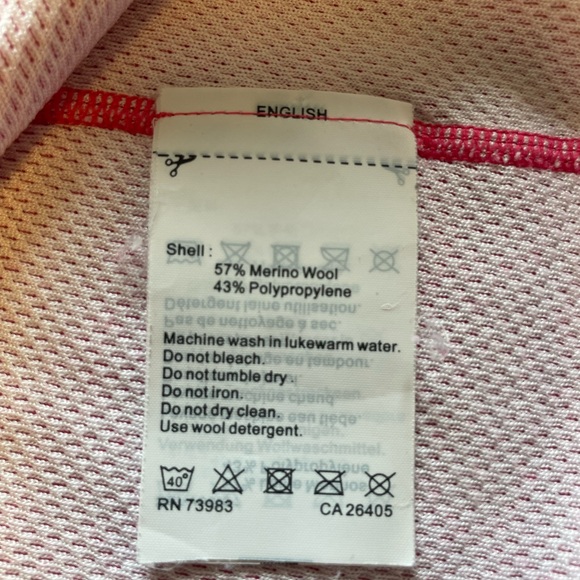 ENGLISH
Shell :
57% Merino Wool
43% Polypropylene
Machine wash in lukewarm water.
Do not bleach.
Do not tumble dry.
Do not iron.
Do not dry clean.
Use wool detergent.
40°
RN 73983 CA 26405